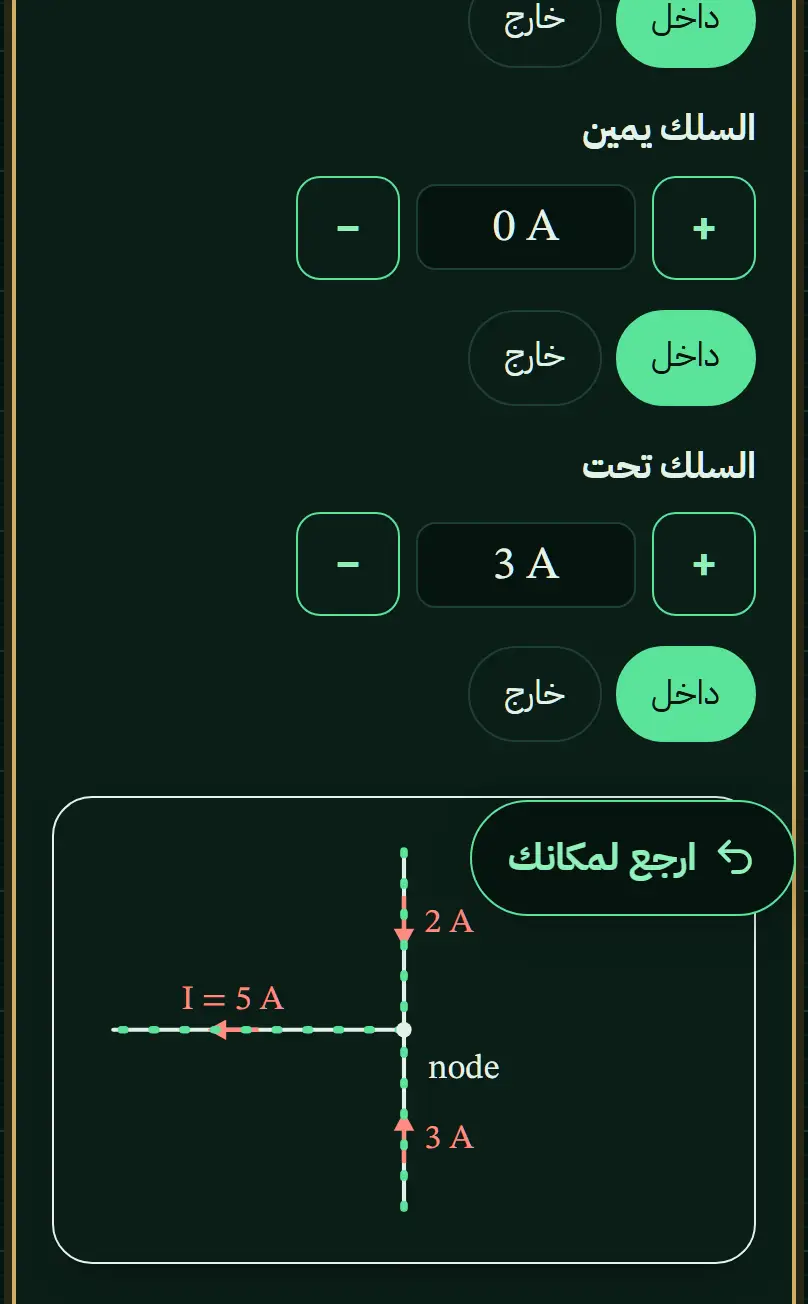 داخل خارج
السلك يمين
+ 0 A −
داخل خارج
السلك تحت
+ 3 A −
داخل خارج
ارجع لمكانك
2 A
I = 5 A
node
3 A